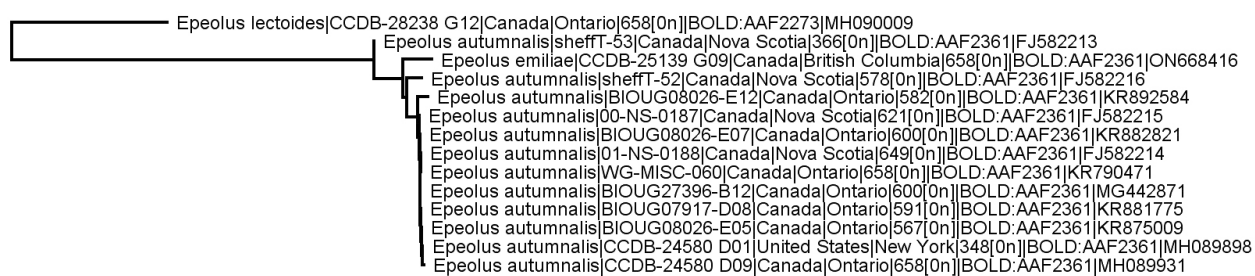 Epeolus lectoides|CCDB-28238 G12|Canada|Ontario|658[0n]|BOLD:AAF2273|MH090009
Epeolus autumnalis|sheffT-53|Canada|Nova Scotia|366[0n]|BOLD:AAF2361|FJ582213
Epeolus emiliae|CCDB-25139 G09|Canada|British Columbia|658[0n]|BOLD:AAF2361|ON668416
Epeolus autumnalis|sheffT-52|Canada|Nova Scotia|578[0n]|BOLD:AAF2361|FJ582216
Epeolus autumnalis|BIOUG08026-E12|Canada|Ontario|582[0n]|BOLD:AAF2361|KR892584
Epeolus autumnalis|00-NS-0187|Canada|Nova Scotia|621[0n]|BOLD:AAF2361|FJ582215
Epeolus autumnalis|BIOUG08026-E07|Canada|Ontario|600[0n]|BOLD:AAF2361|KR882821
Epeolus autumnalis|01-NS-0188|Canada|Nova Scotia|649[0n]|BOLD:AAF2361|FJ582214
Epeolus autumnalis|WG-MISC-060|Canada|Ontario|658[0n]|BOLD:AAF2361|KR790471
Epeolus autumnalis|BIOUG27396-B12|Canada|Ontario|600[0n]|BOLD:AAF2361|MG442871
Epeolus autumnalis|BIOUG07917-D08|Canada|Ontario|591[0n]|BOLD:AAF2361|KR881775
Epeolus autumnalis|BIOUG08026-E05|Canada|Ontario|567[0n]|BOLD:AAF2361|KR875009
Epeolus autumnalis|CCDB-24580 D01|United States|New York|348[0n]|BOLD:AAF2361|MH089898
Epeolus autumnalis|CCDB-24580 D09|Canada|Ontario|658[0n]|BOLD:AAF2361|MH089931